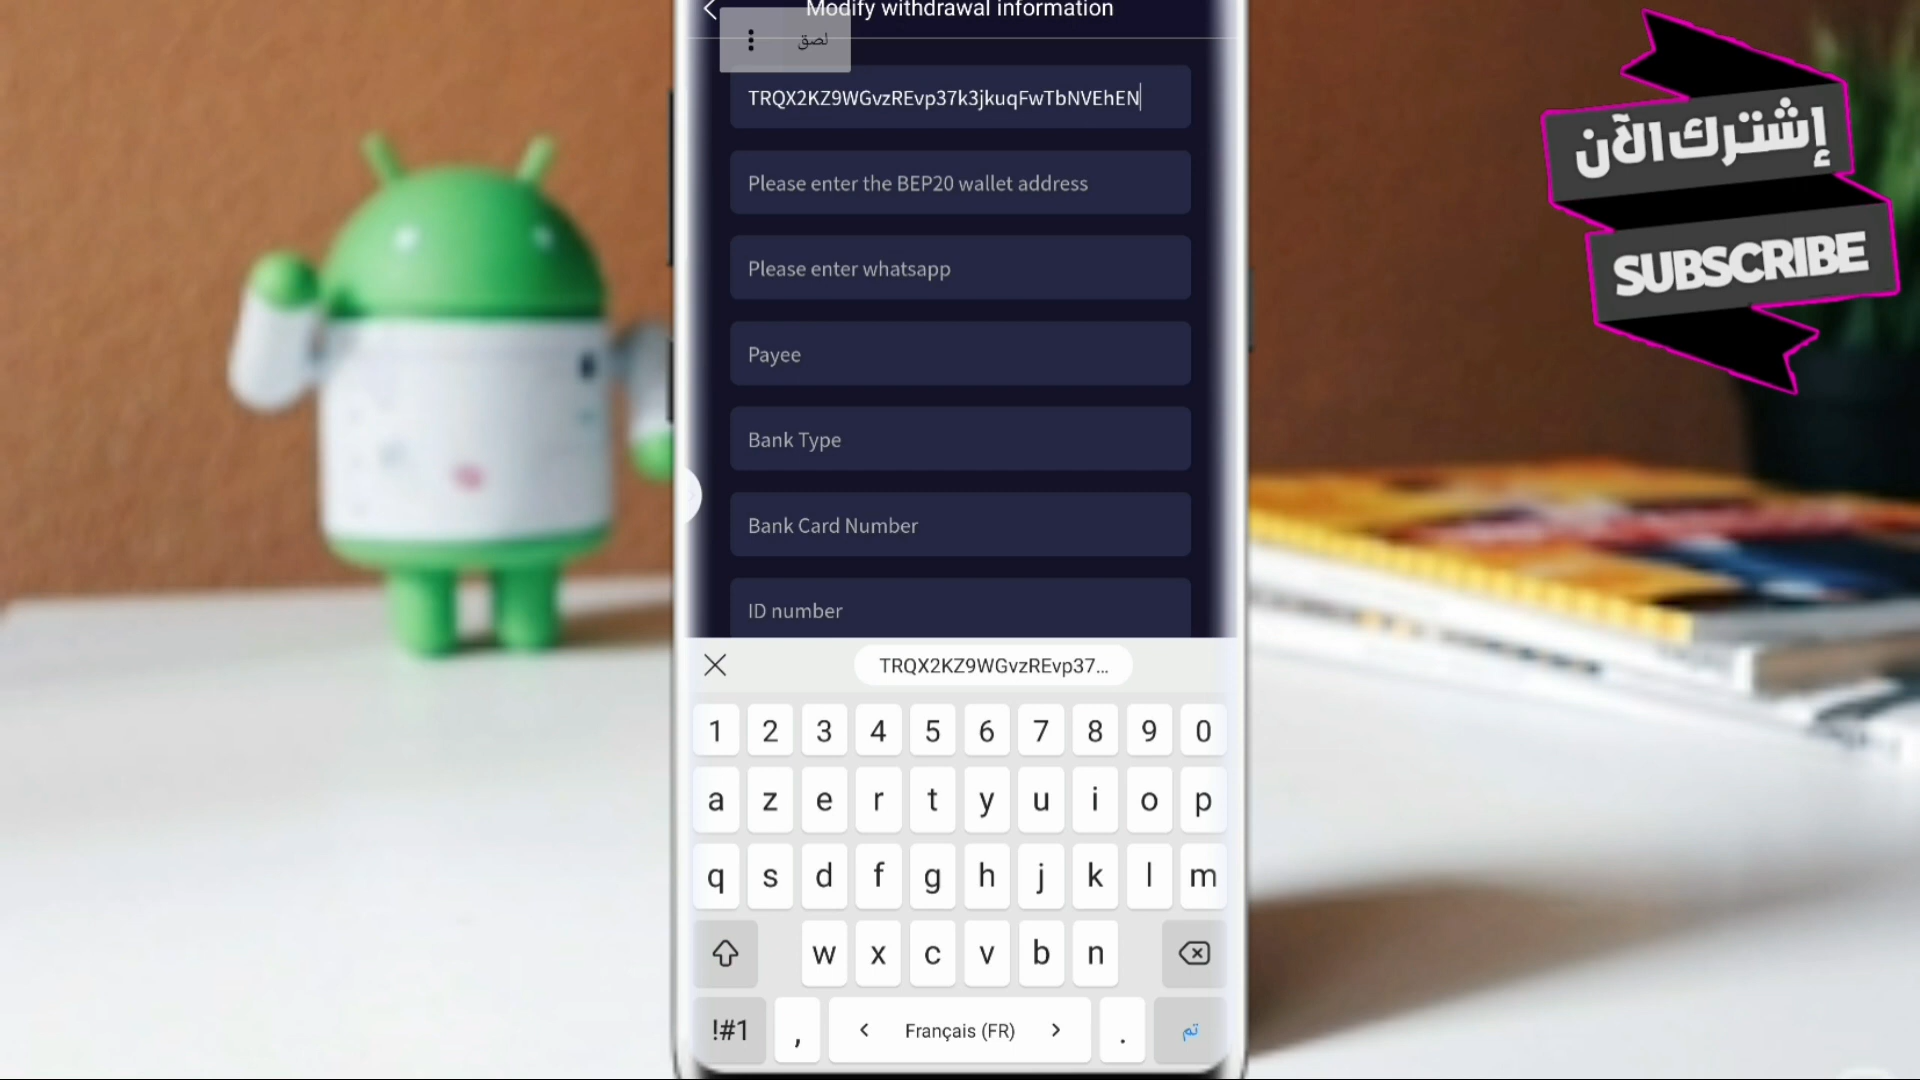 Modify withdrawal information
لصق
TRQX2KZ9WGvzREvp37k3jkuqFwTbNVEhEN
Please enter the BEP20 wallet address
Please enter whatsapp
Payee
Bank Type
Bank Card Number
ID number
TRQX2KZ9WGvzREvp37...
1 2 3 4 5 6 7 8 9 0
a z e r t y u i o p
q s d f g h j k l m
w x c v b n
!#1 , < Français (FR) > . تم
إشترك الآن
SUBSCRIBE